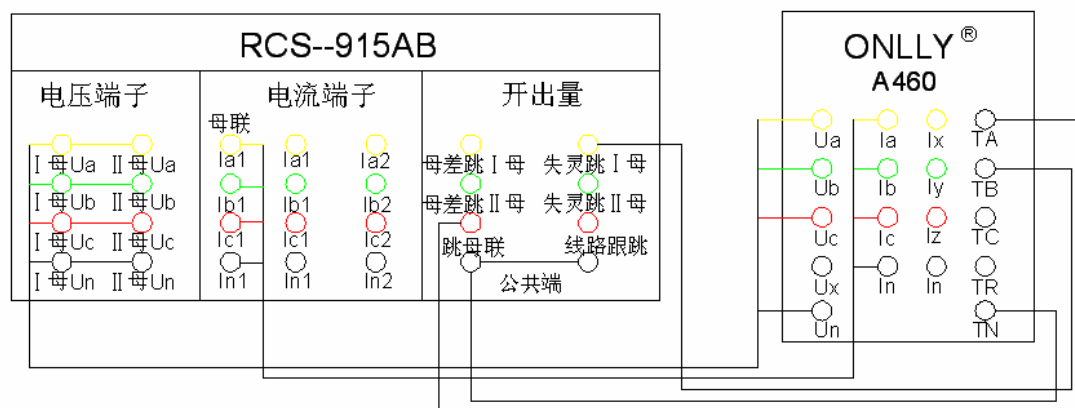 RCS--915AB
电压端子
电流端子
开出量
母联
Ⅰ母Ua Ⅱ母Ua
Ia1 Ia1 Ia2
母差跳Ⅰ母 失灵跳Ⅰ母
Ⅰ母Ub Ⅱ母Ub
Ib1 Ib1 Ib2
母差跳Ⅱ母 失灵跳Ⅱ母
Ⅰ母Uc Ⅱ母Uc
Ic1 Ic1 Ic2
跳母联 线路跟跳
Ⅰ母Un Ⅱ母Un
In1 In1 In2
公共端
ONLLY®
A460
Ua Ia Ix TA
Ub Ib Iy TB
Uc Ic Iz TC
Ux In In TR
Un TN